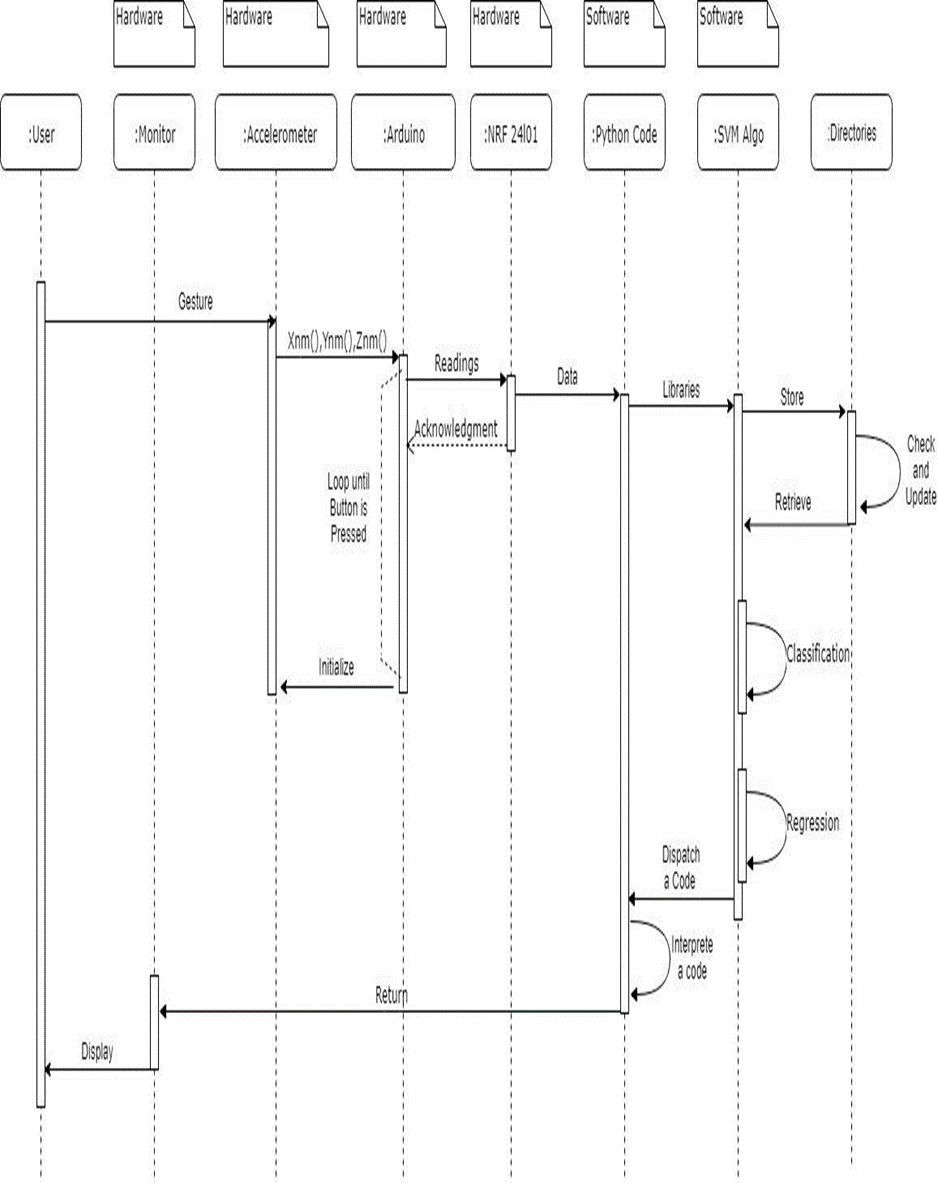 Hardware
Hardware
Hardware
Hardware
Software
Software
:User
:Monitor
:Accelerometer
:Arduino
:NRF 24l01
:Python Code
:SVM Algo
:Directories
Gesture
Xnm(),Ynm(),Znm()
Readings
Data
Libraries
Store
Acknowledgment
Check
and
Update
Loop until
Button is
Pressed
Retrieve
Classification
Initialize
Regression
Dispatch
a Code
Interprete
a code
Return
Display